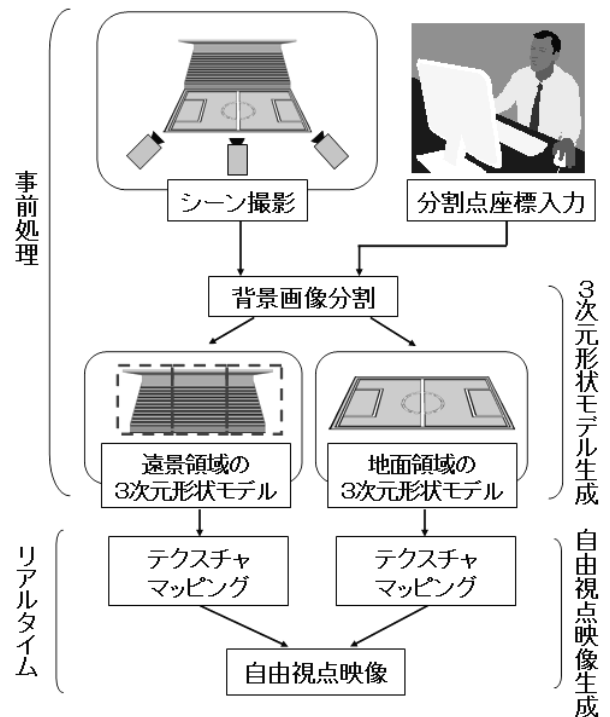 シーン撮影
分割点座標入力
事前処理
背景画像分割
3次元形状モデル生成
遠景領域の
3次元形状モデル
地面領域の
3次元形状モデル
リアルタイム
テクスチャ
マッピング
テクスチャ
マッピング
自由視点映像生成
自由視点映像